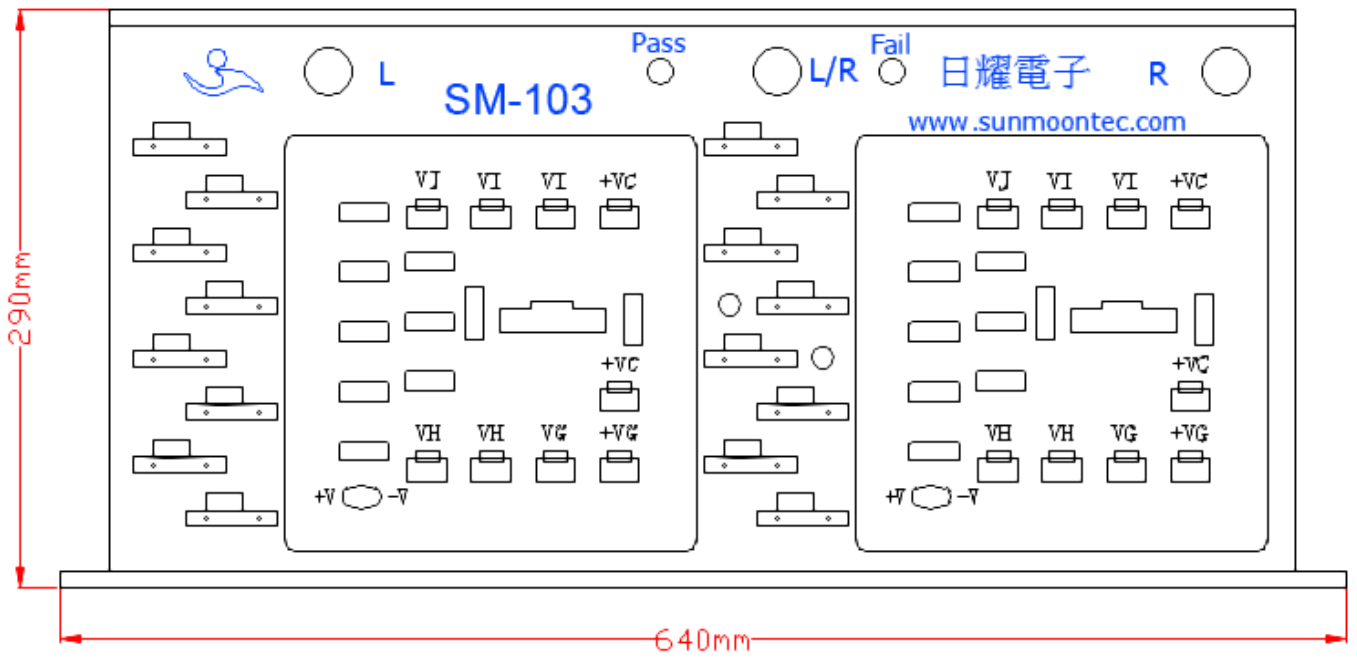 Pass
Fail
L
L/R
日耀電子
R
SM-103
www.sunmoontec.com
VJ VI VI +VC
VJ VI VI +VC
290mm
+VC
+VC
VH VH VG +VG
VH VH VG +VG
+V -V
+V -V
640mm